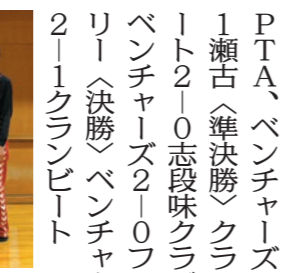 ＰＴＡ、ベンチャーズ
１瀬古〈準決勝〉クラ
ート２―０志段味クラ
ベンチャーズ２―０フ
リー〈決勝〉ベンチャ
２―１クランビート